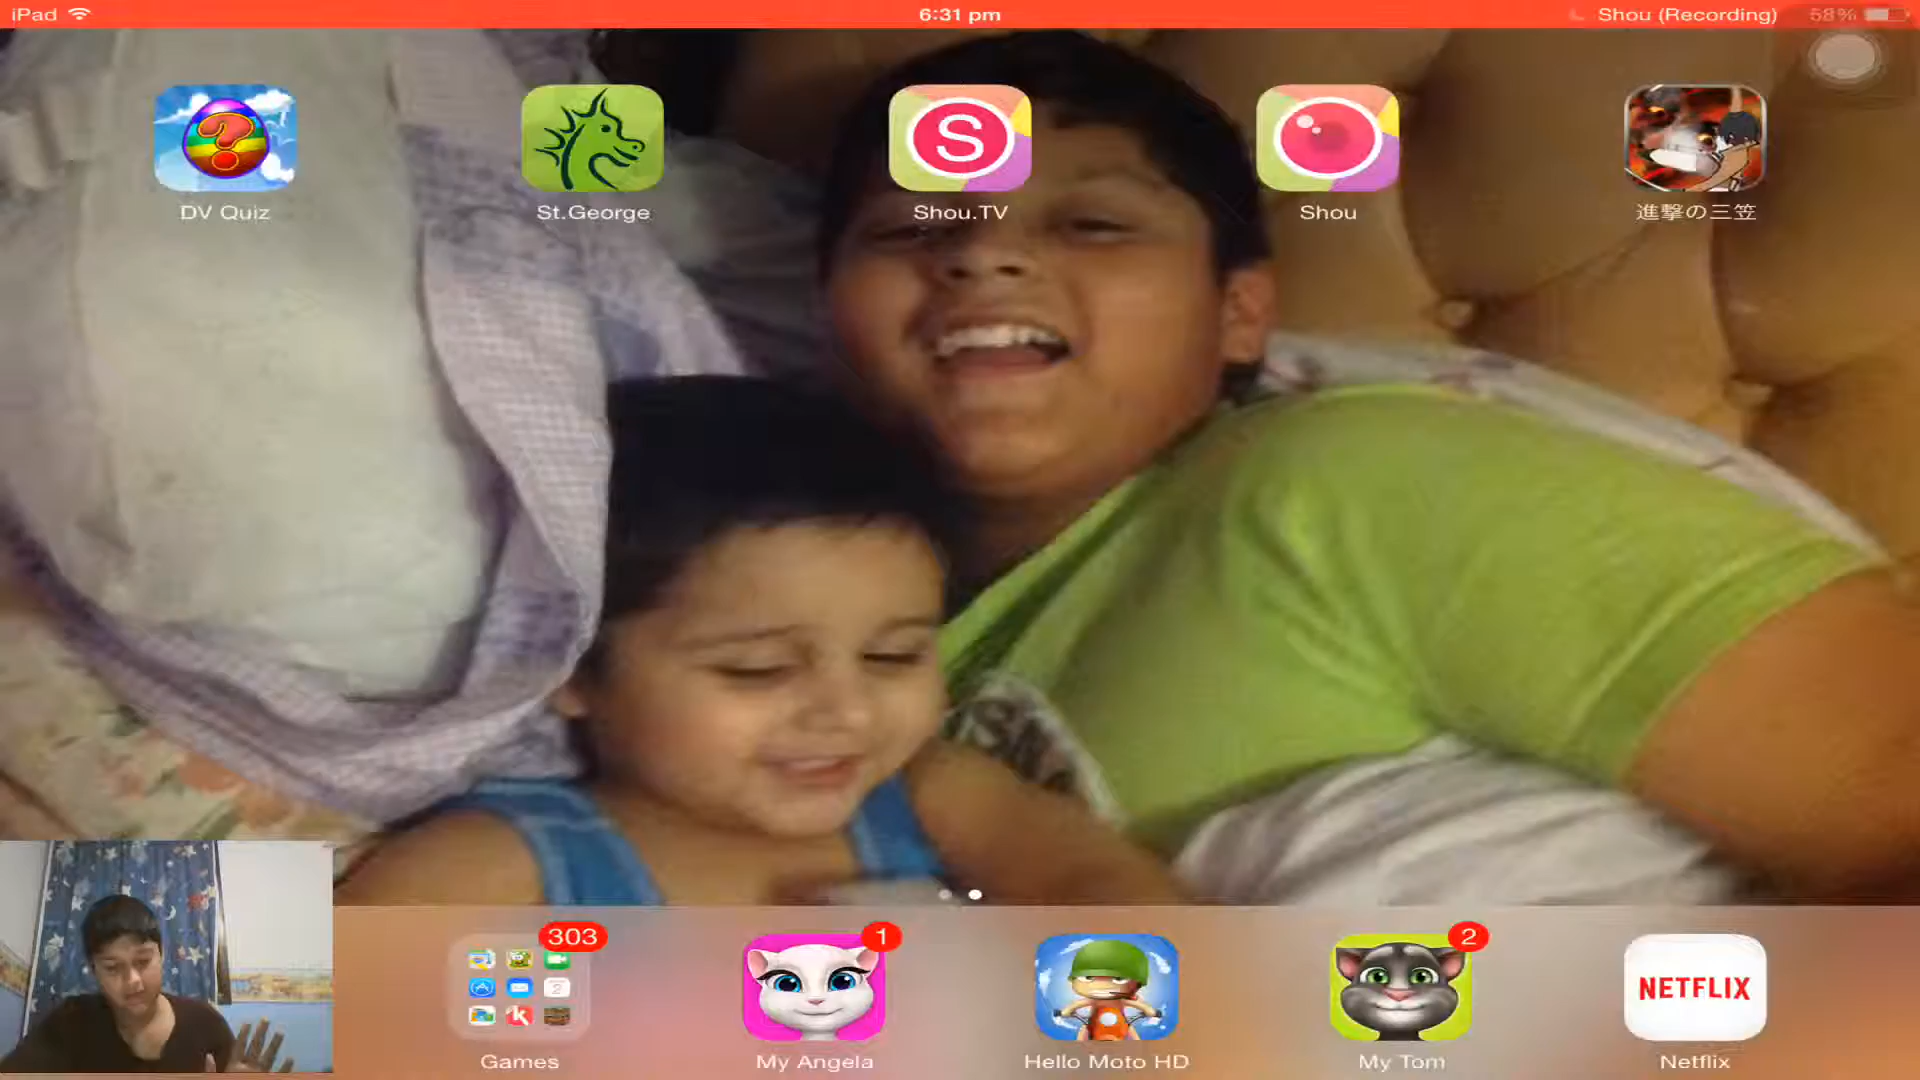 iPad 6:31 pm Shou (Recording) 58%
DV Quiz St.George Shou.TV Shou 進撃の三笠
S
303 1 2
2
NETFLIX
Games My Angela Hello Moto HD My Tom Netflix